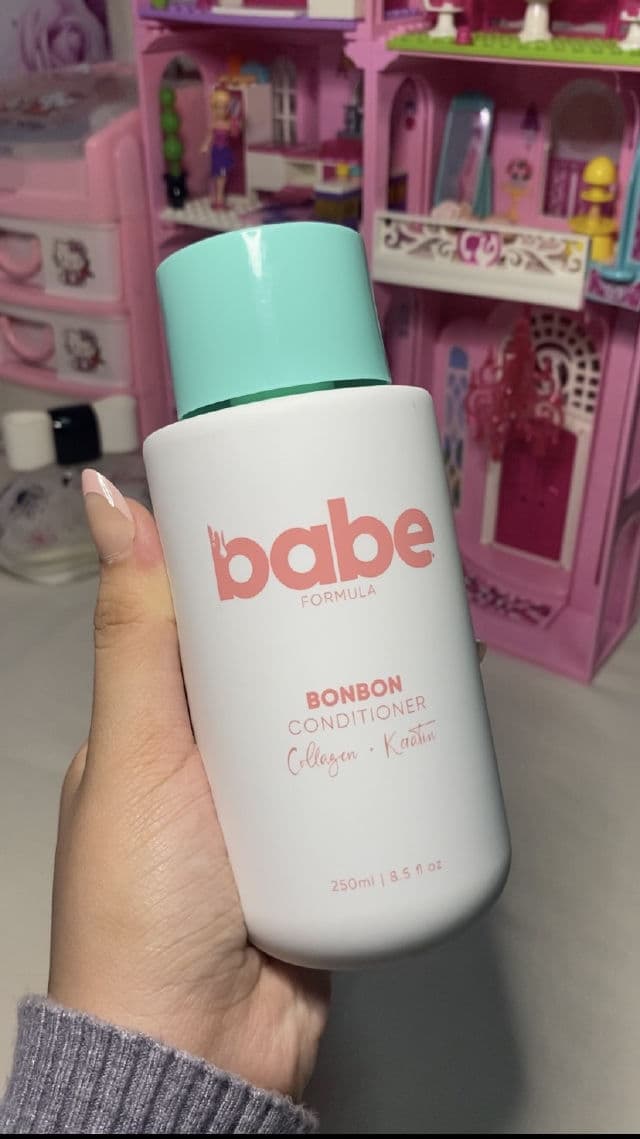 babe
FORMULA
BONBON
CONDITIONER
Collagen · Keratin
250ml | 8.5 fl oz